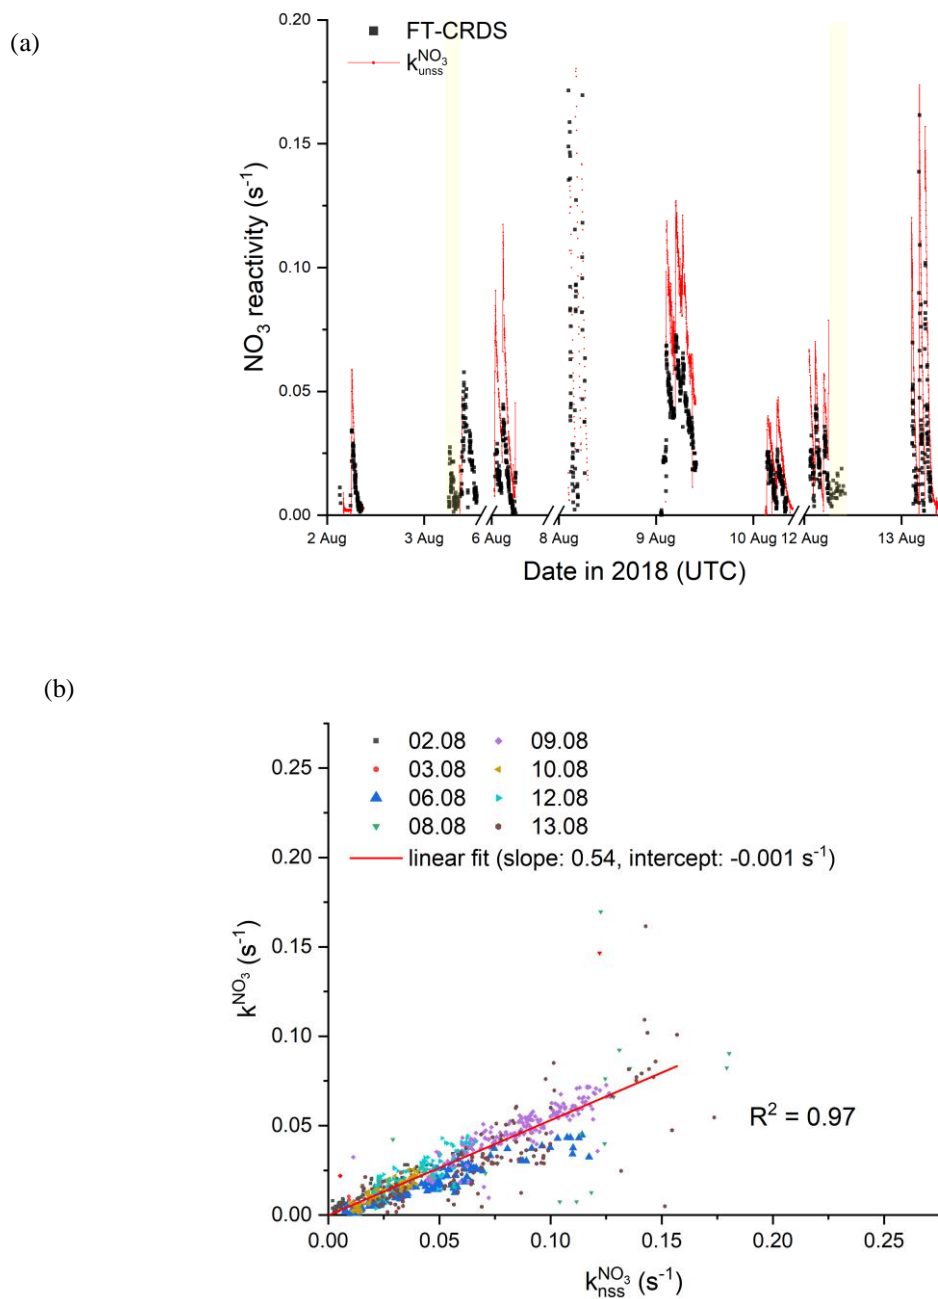 (a)
FT-CRDS
k_unss^NO3
NO3 reactivity (s-1)
0.20
0.15
0.10
0.05
0.00
2 Aug 3 Aug 6 Aug 8 Aug 9 Aug 10 Aug 12 Aug 13 Aug
Date in 2018 (UTC)
(b)
02.08 09.08
03.08 10.08
06.08 12.08
08.08 13.08
linear fit (slope: 0.54, intercept: -0.001 s-1)
k^NO3 (s-1)
0.25
0.20
0.15
0.10
0.05
0.00
R2 = 0.97
0.00 0.05 0.10 0.15 0.20 0.25
k_nss^NO3 (s-1)